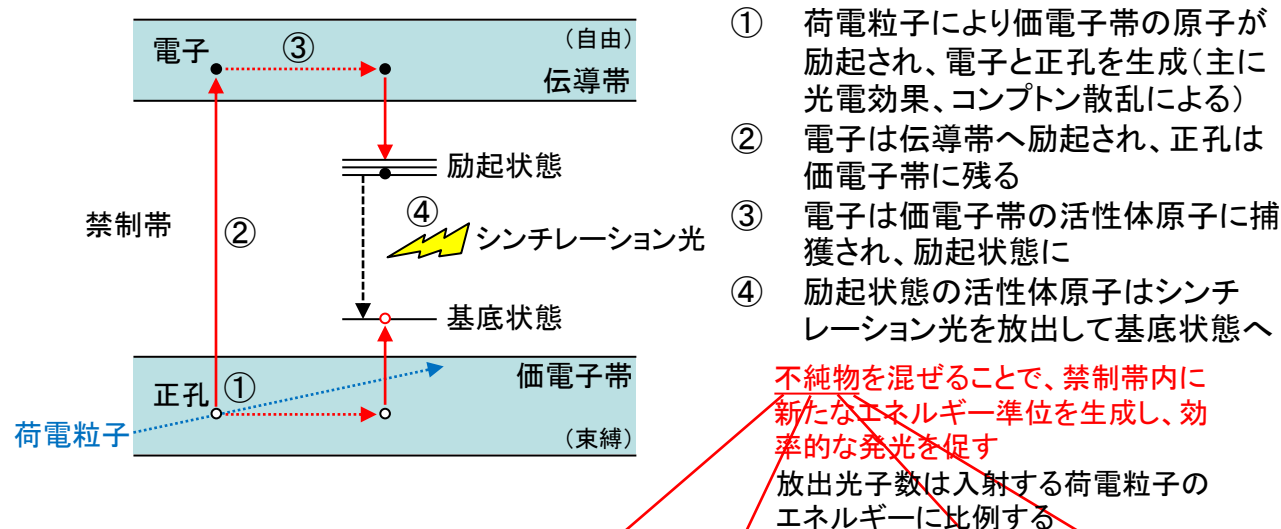 電子
③
（自由）
伝導帯
励起状態
禁制帯
②
④
シンチレーション光
基底状態
正孔
①
価電子帯
荷電粒子
（束縛）
① 荷電粒子により価電子帯の原子が
励起され、電子と正孔を生成（主に
光電効果、コンプトン散乱による）
② 電子は伝導帯へ励起され、正孔は
価電子帯に残る
③ 電子は価電子帯の活性体原子に捕
獲され、励起状態に
④ 励起状態の活性体原子はシンチ
レーション光を放出して基底状態へ
不純物を混ぜることで、禁制帯内に
新たなエネルギー準位を生成し、効
率的な発光を促す
放出光子数は入射する荷電粒子の
エネルギーに比例する